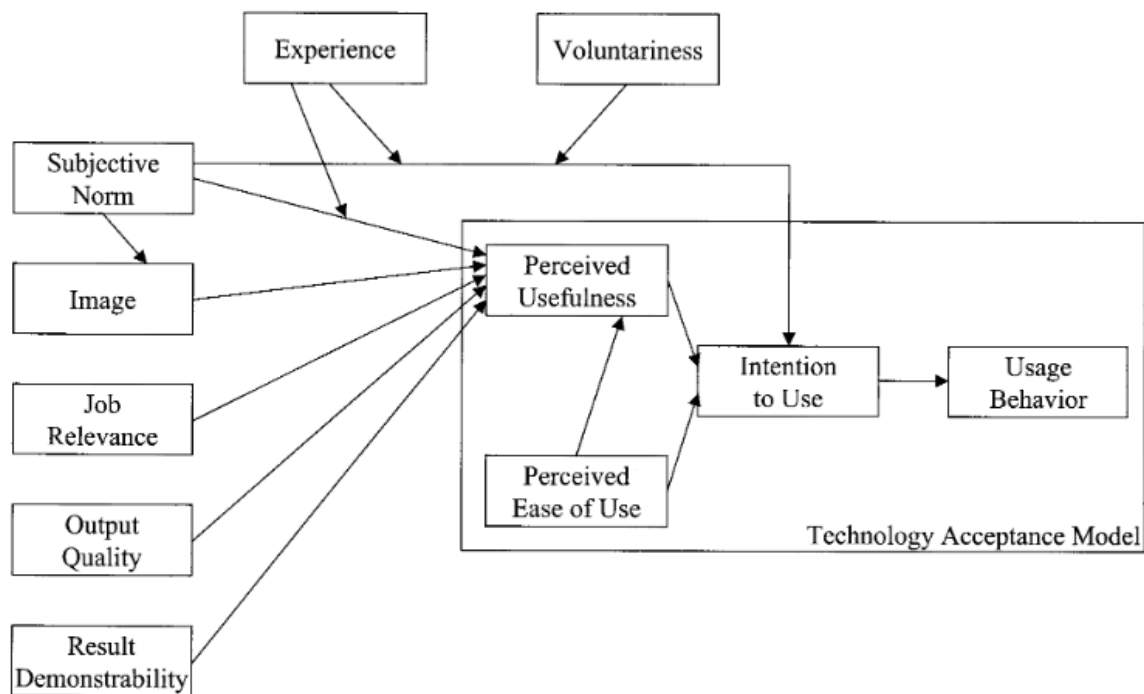 Experience
Voluntariness
Subjective
Norm
Image
Job
Relevance
Output
Quality
Result
Demonstrability
Perceived
Usefulness
Perceived
Ease of Use
Intention
to Use
Usage
Behavior
Technology Acceptance Model